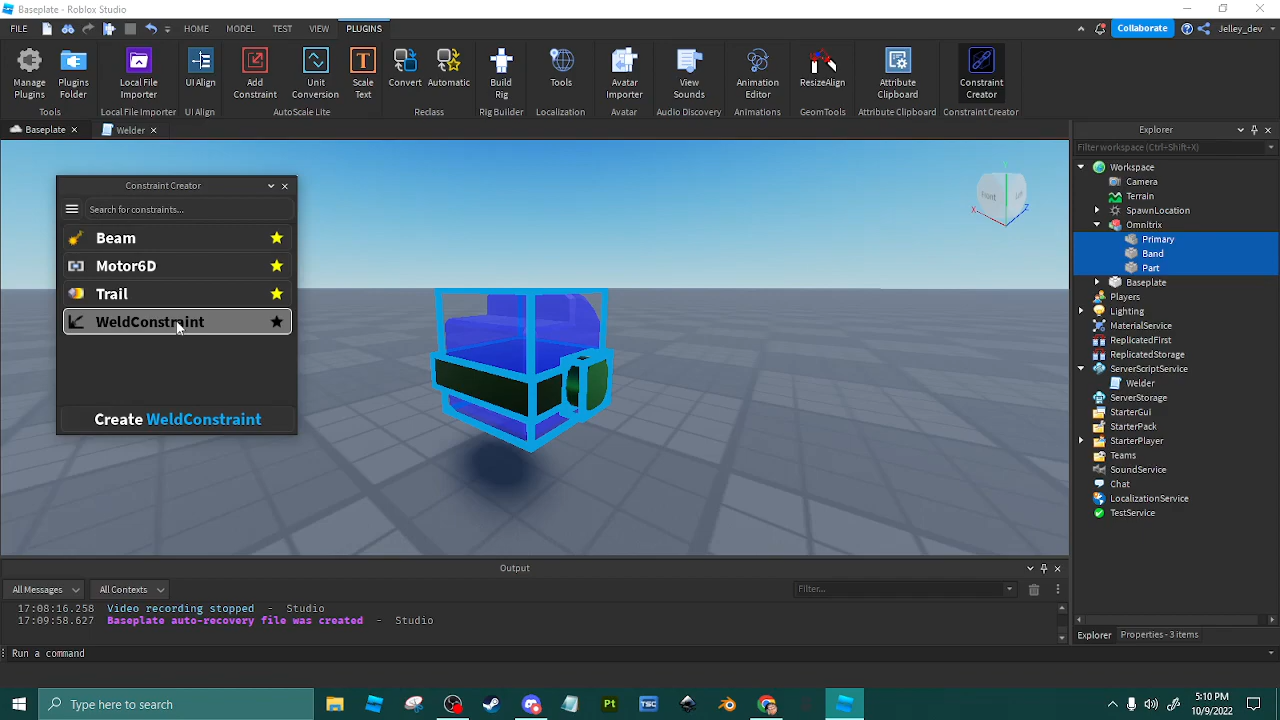 Baseplate - Roblox Studio
FILE HOME MODEL TEST VIEW PLUGINS Collaborate Jelley_dev
Manage Plugins
Plugins Folder
Local File Importer
UI Align
Add Constraint
Unit Conversion
Scale Text
Convert
Automatic
Build Rig
Tools
Avatar Importer
View Sounds
Animation Editor
ResizeAlign
Attribute Clipboard
Constraint Creator
Local File Importer UI Align AutoScale Lite Reclass Rig Builder Localization Avatar Audio Discovery Animations GeomTools Attribute Clipboard Constraint Creator
Baseplate Welder
Constraint Creator
Search for constraints...
Beam
Motor6D
Trail
WeldConstraint
Create WeldConstraint
Front
Left
X
Z
Explorer
Filter workspace (Ctrl+Shift+X)
Workspace
Camera
Terrain
SpawnLocation
Omnitrix
Primary
Band
Part
Baseplate
Players
Lighting
MaterialService
ReplicatedFirst
ReplicatedStorage
ServerScriptService
Welder
ServerStorage
StarterGui
StarterPack
StarterPlayer
Teams
SoundService
Chat
LocalizationService
TestService
Explorer Properties - 3 items
Output
All Messages All Contexts Filter...
17:08:16.258 Video recording stopped - Studio
17:09:58.627 Baseplate auto-recovery file was created - Studio
Run a command
Type here to search
Pt
TSC
5:10 PM
10/9/2022